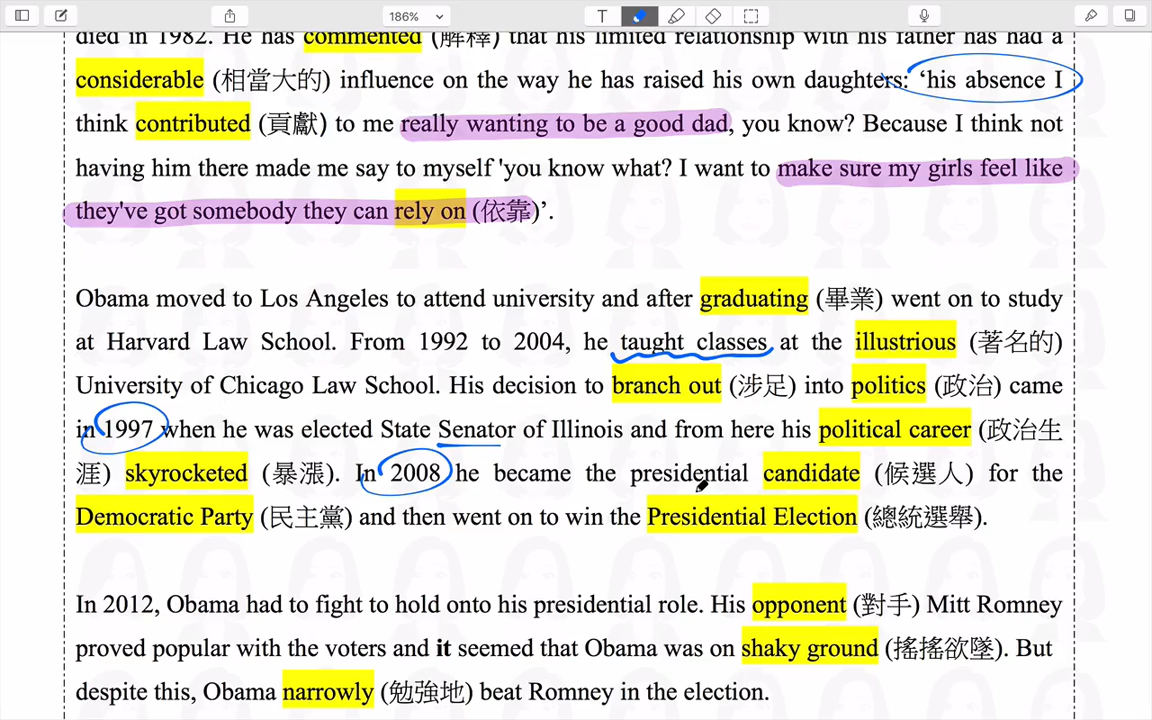 186%
T
died in 1982. He has commented (解釋) that his limited relationship with his father has had a
considerable (相當大的) influence on the way he has raised his own daughters: ‘his absence I
think contributed (貢獻) to me really wanting to be a good dad, you know? Because I think not
having him there made me say to myself 'you know what? I want to make sure my girls feel like
they've got somebody they can rely on (依靠)’.
Obama moved to Los Angeles to attend university and after graduating (畢業) went on to study
at Harvard Law School. From 1992 to 2004, he taught classes at the illustrious (著名的)
University of Chicago Law School. His decision to branch out (涉足) into politics (政治) came
in 1997 when he was elected State Senator of Illinois and from here his political career (政治生
涯) skyrocketed (暴漲). In 2008 he became the presidential candidate (候選人) for the
Democratic Party (民主黨) and then went on to win the Presidential Election (總統選舉).
In 2012, Obama had to fight to hold onto his presidential role. His opponent (對手) Mitt Romney
proved popular with the voters and it seemed that Obama was on shaky ground (搖搖欲墜). But
despite this, Obama narrowly (勉強地) beat Romney in the election.